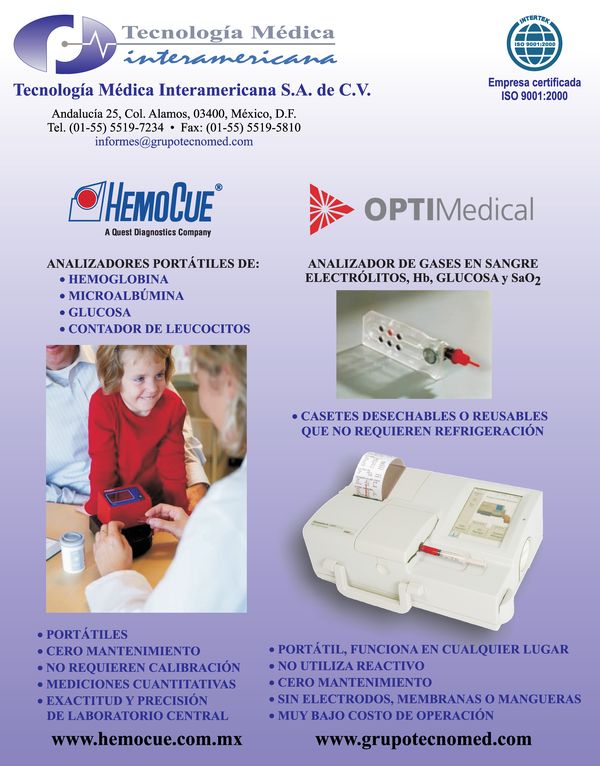 Tecnología Médica
interamericana
Tecnología Médica Interamericana S.A. de C.V.
Andalucía 25, Col. Alamos, 03400, México, D.F.
Tel. (01-55) 5519-7234 • Fax: (01-55) 5519-5810
informes@grupotecnomed.com
INTERTEK
ISO 9001:2000
Empresa certificada
ISO 9001:2000
HEMOCUE®
A Quest Diagnostics Company
ANALIZADORES PORTÁTILES DE:
• HEMOGLOBINA
• MICROALBÚMINA
• GLUCOSA
• CONTADOR DE LEUCOCITOS
• PORTÁTILES
• CERO MANTENIMIENTO
• NO REQUIEREN CALIBRACIÓN
• MEDICIONES CUANTITATIVAS
• EXACTITUD Y PRECISIÓN
DE LABORATORIO CENTRAL
www.hemocue.com.mx
OPTIMedical
ANALIZADOR DE GASES EN SANGRE
ELECTRÓLITOS, Hb, GLUCOSA y SaO2
• CASETES DESECHABLES O REUSABLES
QUE NO REQUIEREN REFRIGERACIÓN
• PORTÁTIL, FUNCIONA EN CUALQUIER LUGAR
• NO UTILIZA REACTIVO
• CERO MANTENIMIENTO
• SIN ELECTRODOS, MEMBRANAS O MANGUERAS
• MUY BAJO COSTO DE OPERACIÓN
www.grupotecnomed.com